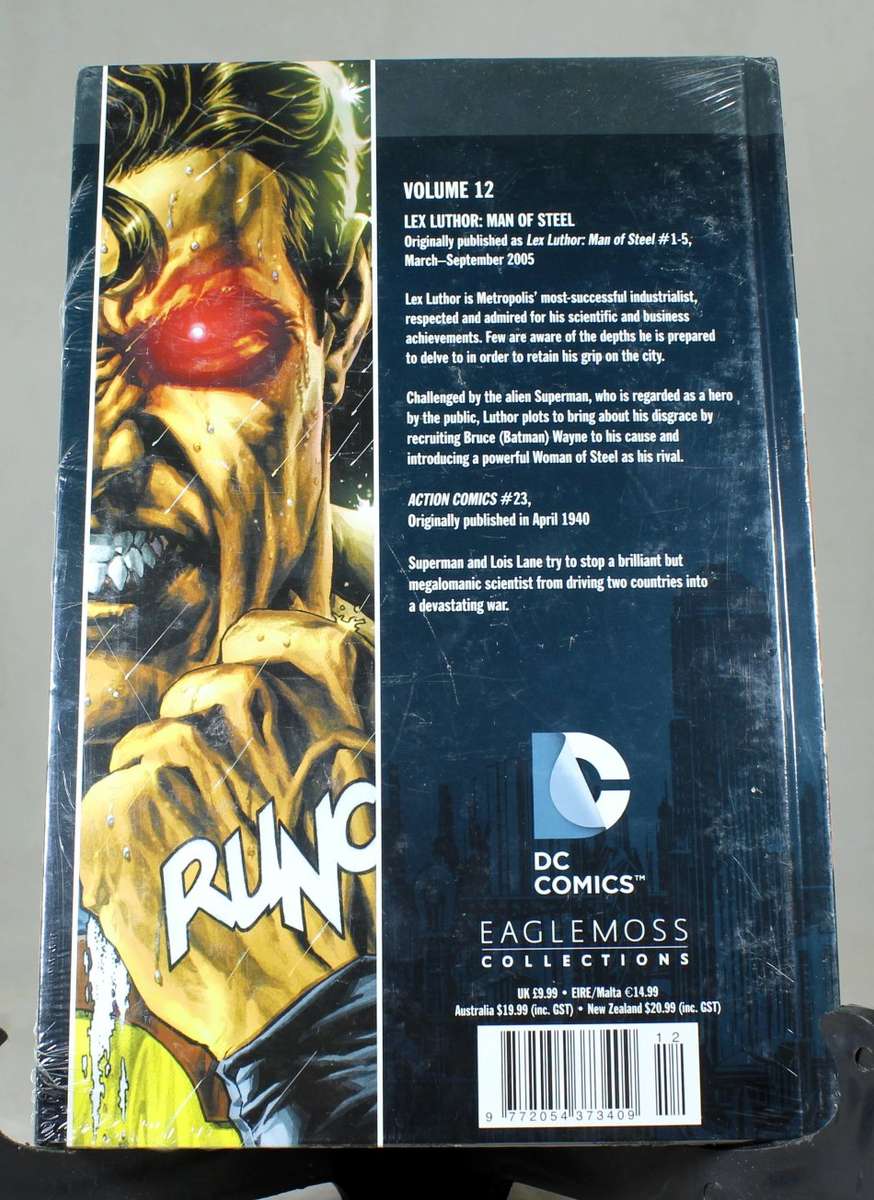 VOLUME 12
LEX LUTHOR: MAN OF STEEL
Originally published as Lex Luthor: Man of Steel #1-5,
March–September 2005
Lex Luthor is Metropolis' most-successful industrialist,
respected and admired for his scientific and business
achievements. Few are aware of the depths he is prepared
to delve to in order to retain his grip on the city.
Challenged by the alien Superman, who is regarded as a hero
by the public, Luthor plots to bring about his disgrace by
recruiting Bruce (Batman) Wayne to his cause and
introducing a powerful Woman of Steel as his rival.
ACTION COMICS #23,
Originally published in April 1940
Superman and Lois Lane try to stop a brilliant but
megalomanic scientist from driving two countries into
a devastating war.
RUNC
DC
DC
COMICS™
EAGLEMOSS
COLLECTIONS
UK £9.99 • EIRE/Malta €14.99
Australia $19.99 (inc. GST) • New Zealand $20.99 (inc. GST)
12
9 772054 373409